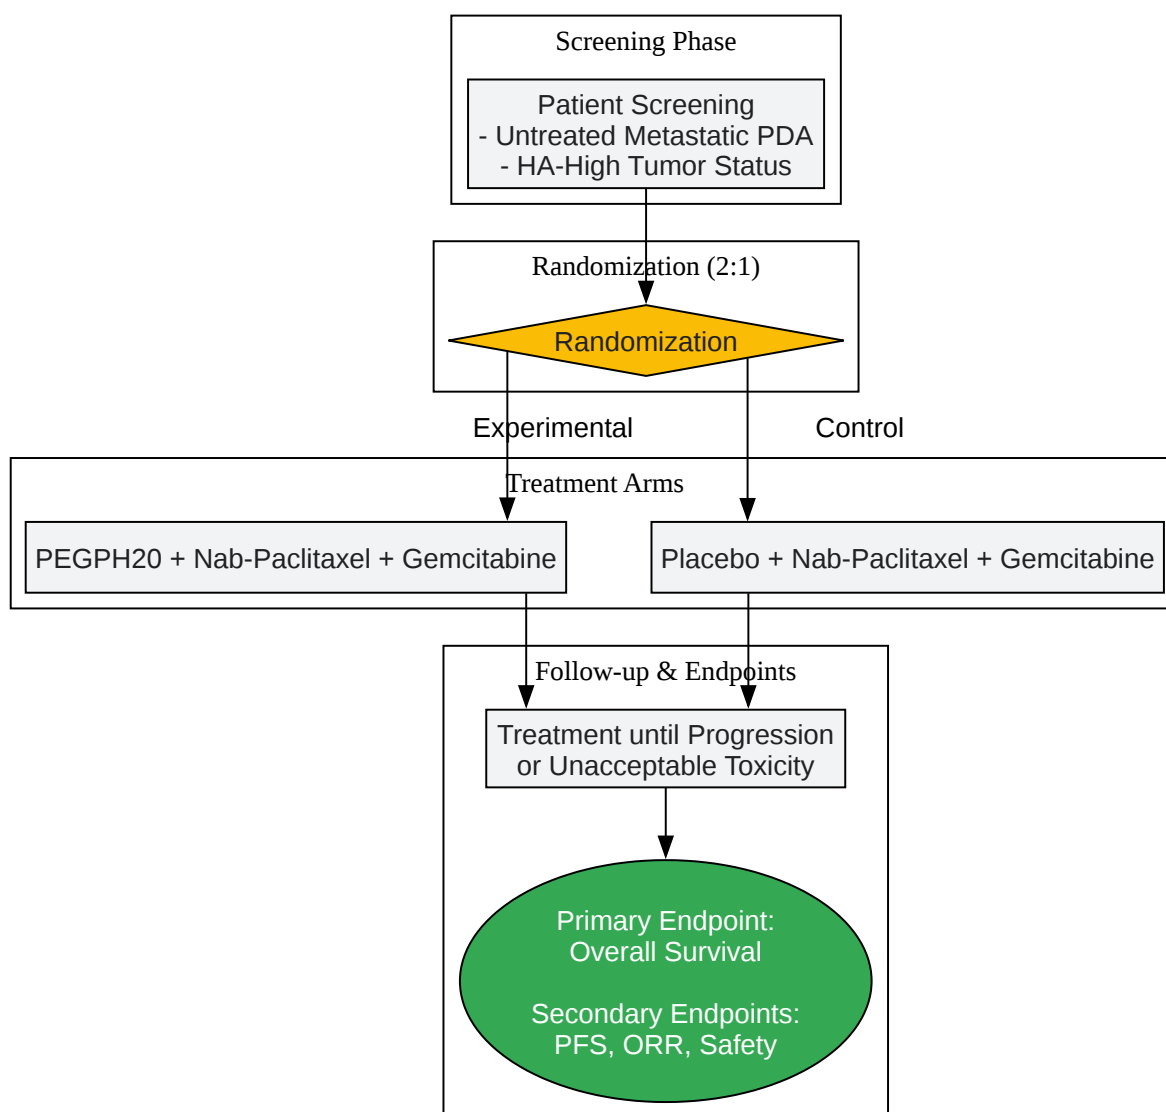 Screening Phase
Patient Screening
- Untreated Metastatic PDA
- HA-High Tumor Status
Randomization (2:1)
Randomization
Experimental
Control
Treatment Arms
PEGPH20 + Nab-Paclitaxel + Gemcitabine
Placebo + Nab-Paclitaxel + Gemcitabine
Follow-up & Endpoints
Treatment until Progression
or Unacceptable Toxicity
Primary Endpoint:
Overall Survival
Secondary Endpoints:
PFS, ORR, Safety